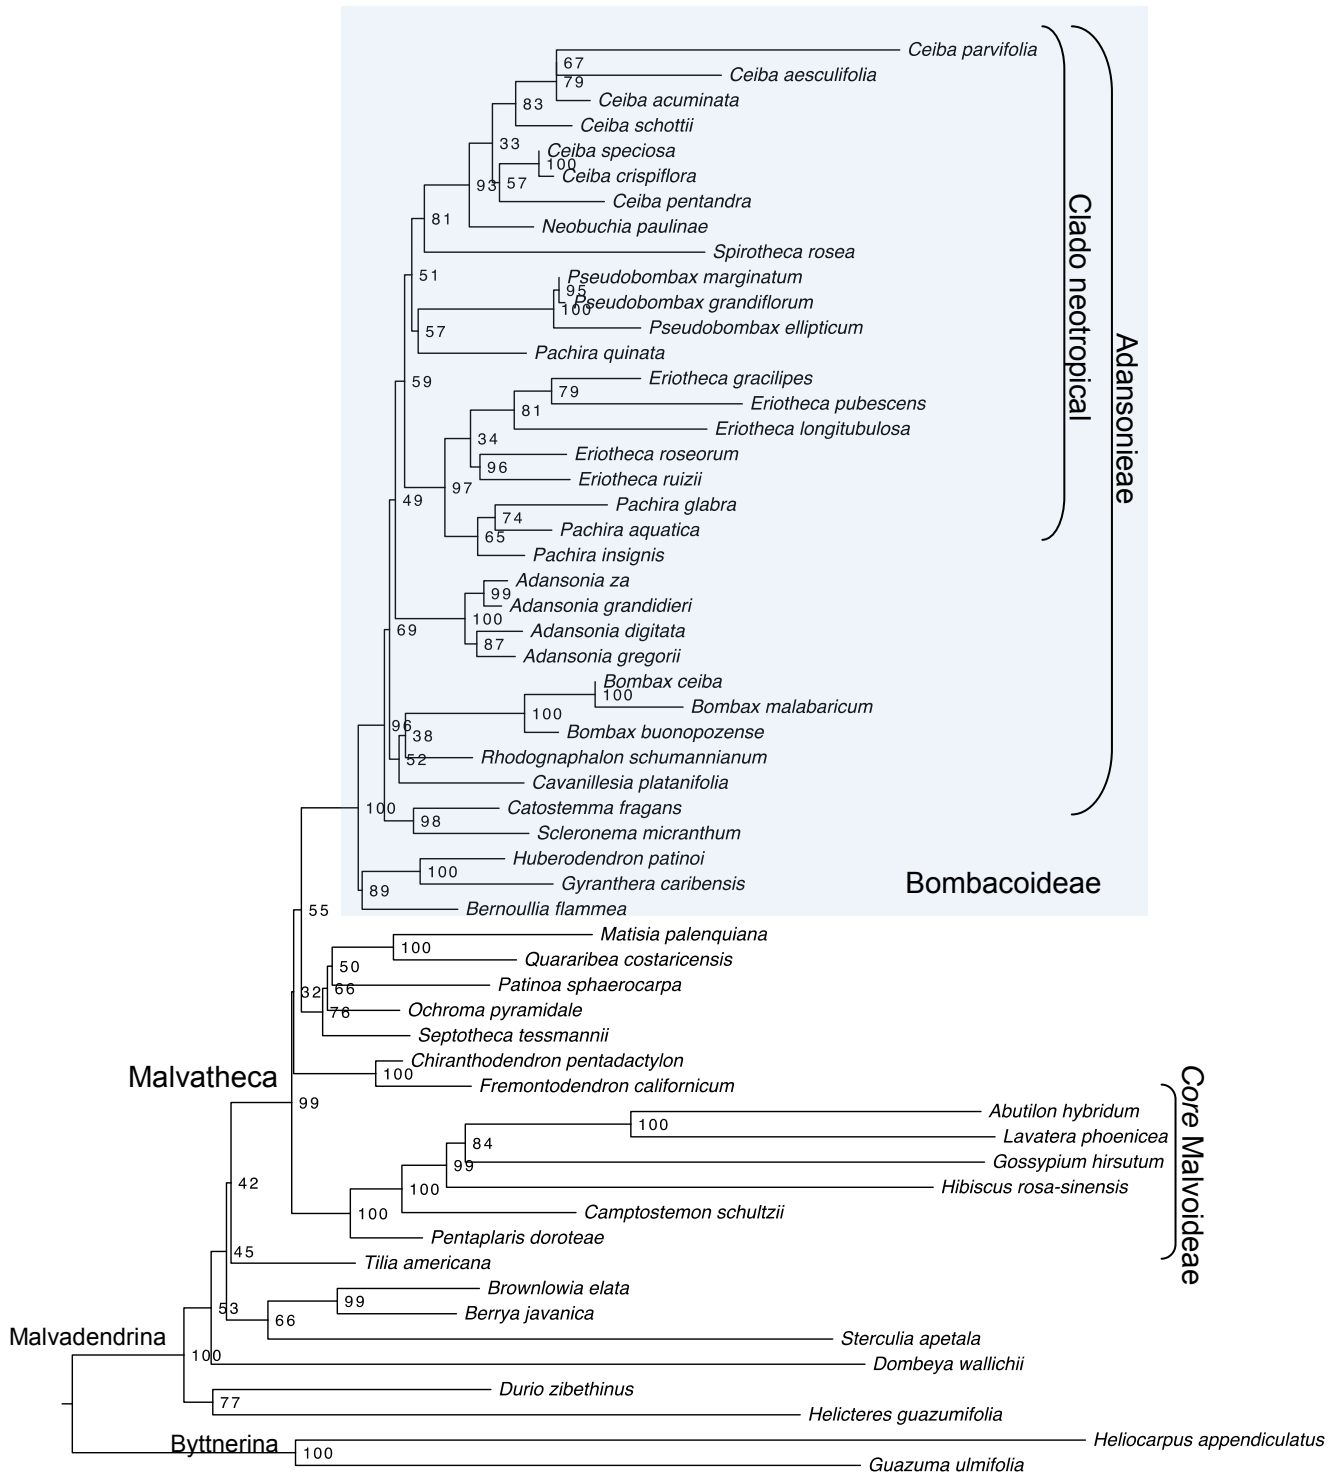 Ceiba parvifolia
67
Ceiba aesculifolia
79
Ceiba acuminata
83
Ceiba schottii
33
Ceiba speciosa
100
Ceiba crispiflora
93
57
Ceiba pentandra
81
Neobuchia paulinae
Spirotheca rosea
51
Pseudobombax marginatum
95
Pseudobombax grandiflorum
100
57
Pseudobombax ellipticum
Pachira quinata
59
Eriotheca gracilipes
79
Eriotheca pubescens
81
Eriotheca longitubulosa
34
Eriotheca roseorum
96
Eriotheca ruizii
97
49
Pachira glabra
74
Pachira aquatica
65
Pachira insignis
Adansonia za
99
Adansonia grandidieri
100
69
Adansonia digitata
87
Adansonia gregorii
Bombax ceiba
100
Bombax malabaricum
100
96
38
Bombax buonopozense
52
Rhodognaphalon schumannianum
Cavanillesia platanifolia
100
Catostemma fragans
98
Scleronema micranthum
Huberodendron patinoi
100
89
Gyranthera caribensis
Bernoullia flammea
55
Clado neotropical
Adansonieae
Bombacoideae
Matisia palenquiana
100
Quararibea costaricensis
50
Patinoa sphaerocarpa
32
66
76
Ochroma pyramidale
Septotheca tessmannii
Chiranthodendron pentadactylon
100
Fremontodendron californicum
Malvatheca
99
Abutilon hybridum
100
Lavatera phoenicea
84
99
Gossypium hirsutum
100
Hibiscus rosa-sinensis
100
Camptostemon schultzii
Pentaplaris doroteae
Core Malvoideae
42
45
Tilia americana
Brownlowia elata
99
53
66
Berrya javanica
Sterculia apetala
Malvadendrina
100
Dombeya wallichii
Durio zibethinus
77
Helicteres guazumifolia
Byttnerina
100
Heliocarpus appendiculatus
Guazuma ulmifolia